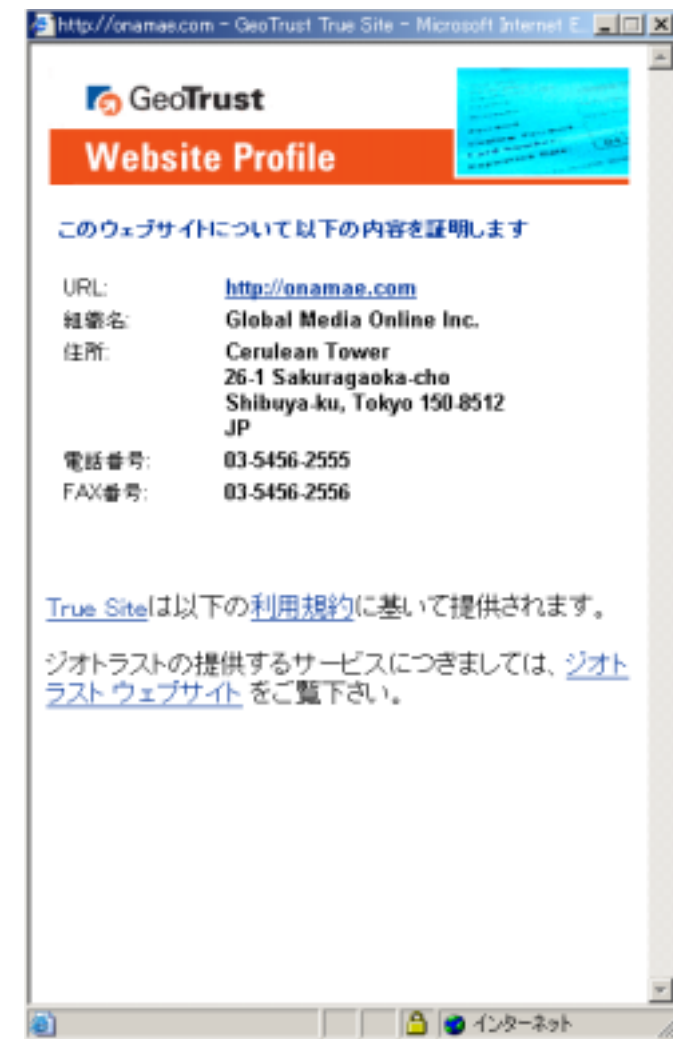 http://onamae.com - GeoTrust True Site - Microsoft Internet E
GeoTrust
Website Profile
このウェブサイトについて以下の内容を証明します
URL: http://onamae.com
組織名: Global Media Online Inc.
住所: Cerulean Tower
26-1 Sakuragaoka-cho
Shibuya-ku, Tokyo 150-8512
JP
電話番号: 03-5456-2555
FAX番号: 03-5456-2556
True Siteは以下の利用規約に基いて提供されます。
ジオトラストの提供するサービスにつきましては、ジオト
ラスト ウェブサイト をご覧下さい。
インターネット